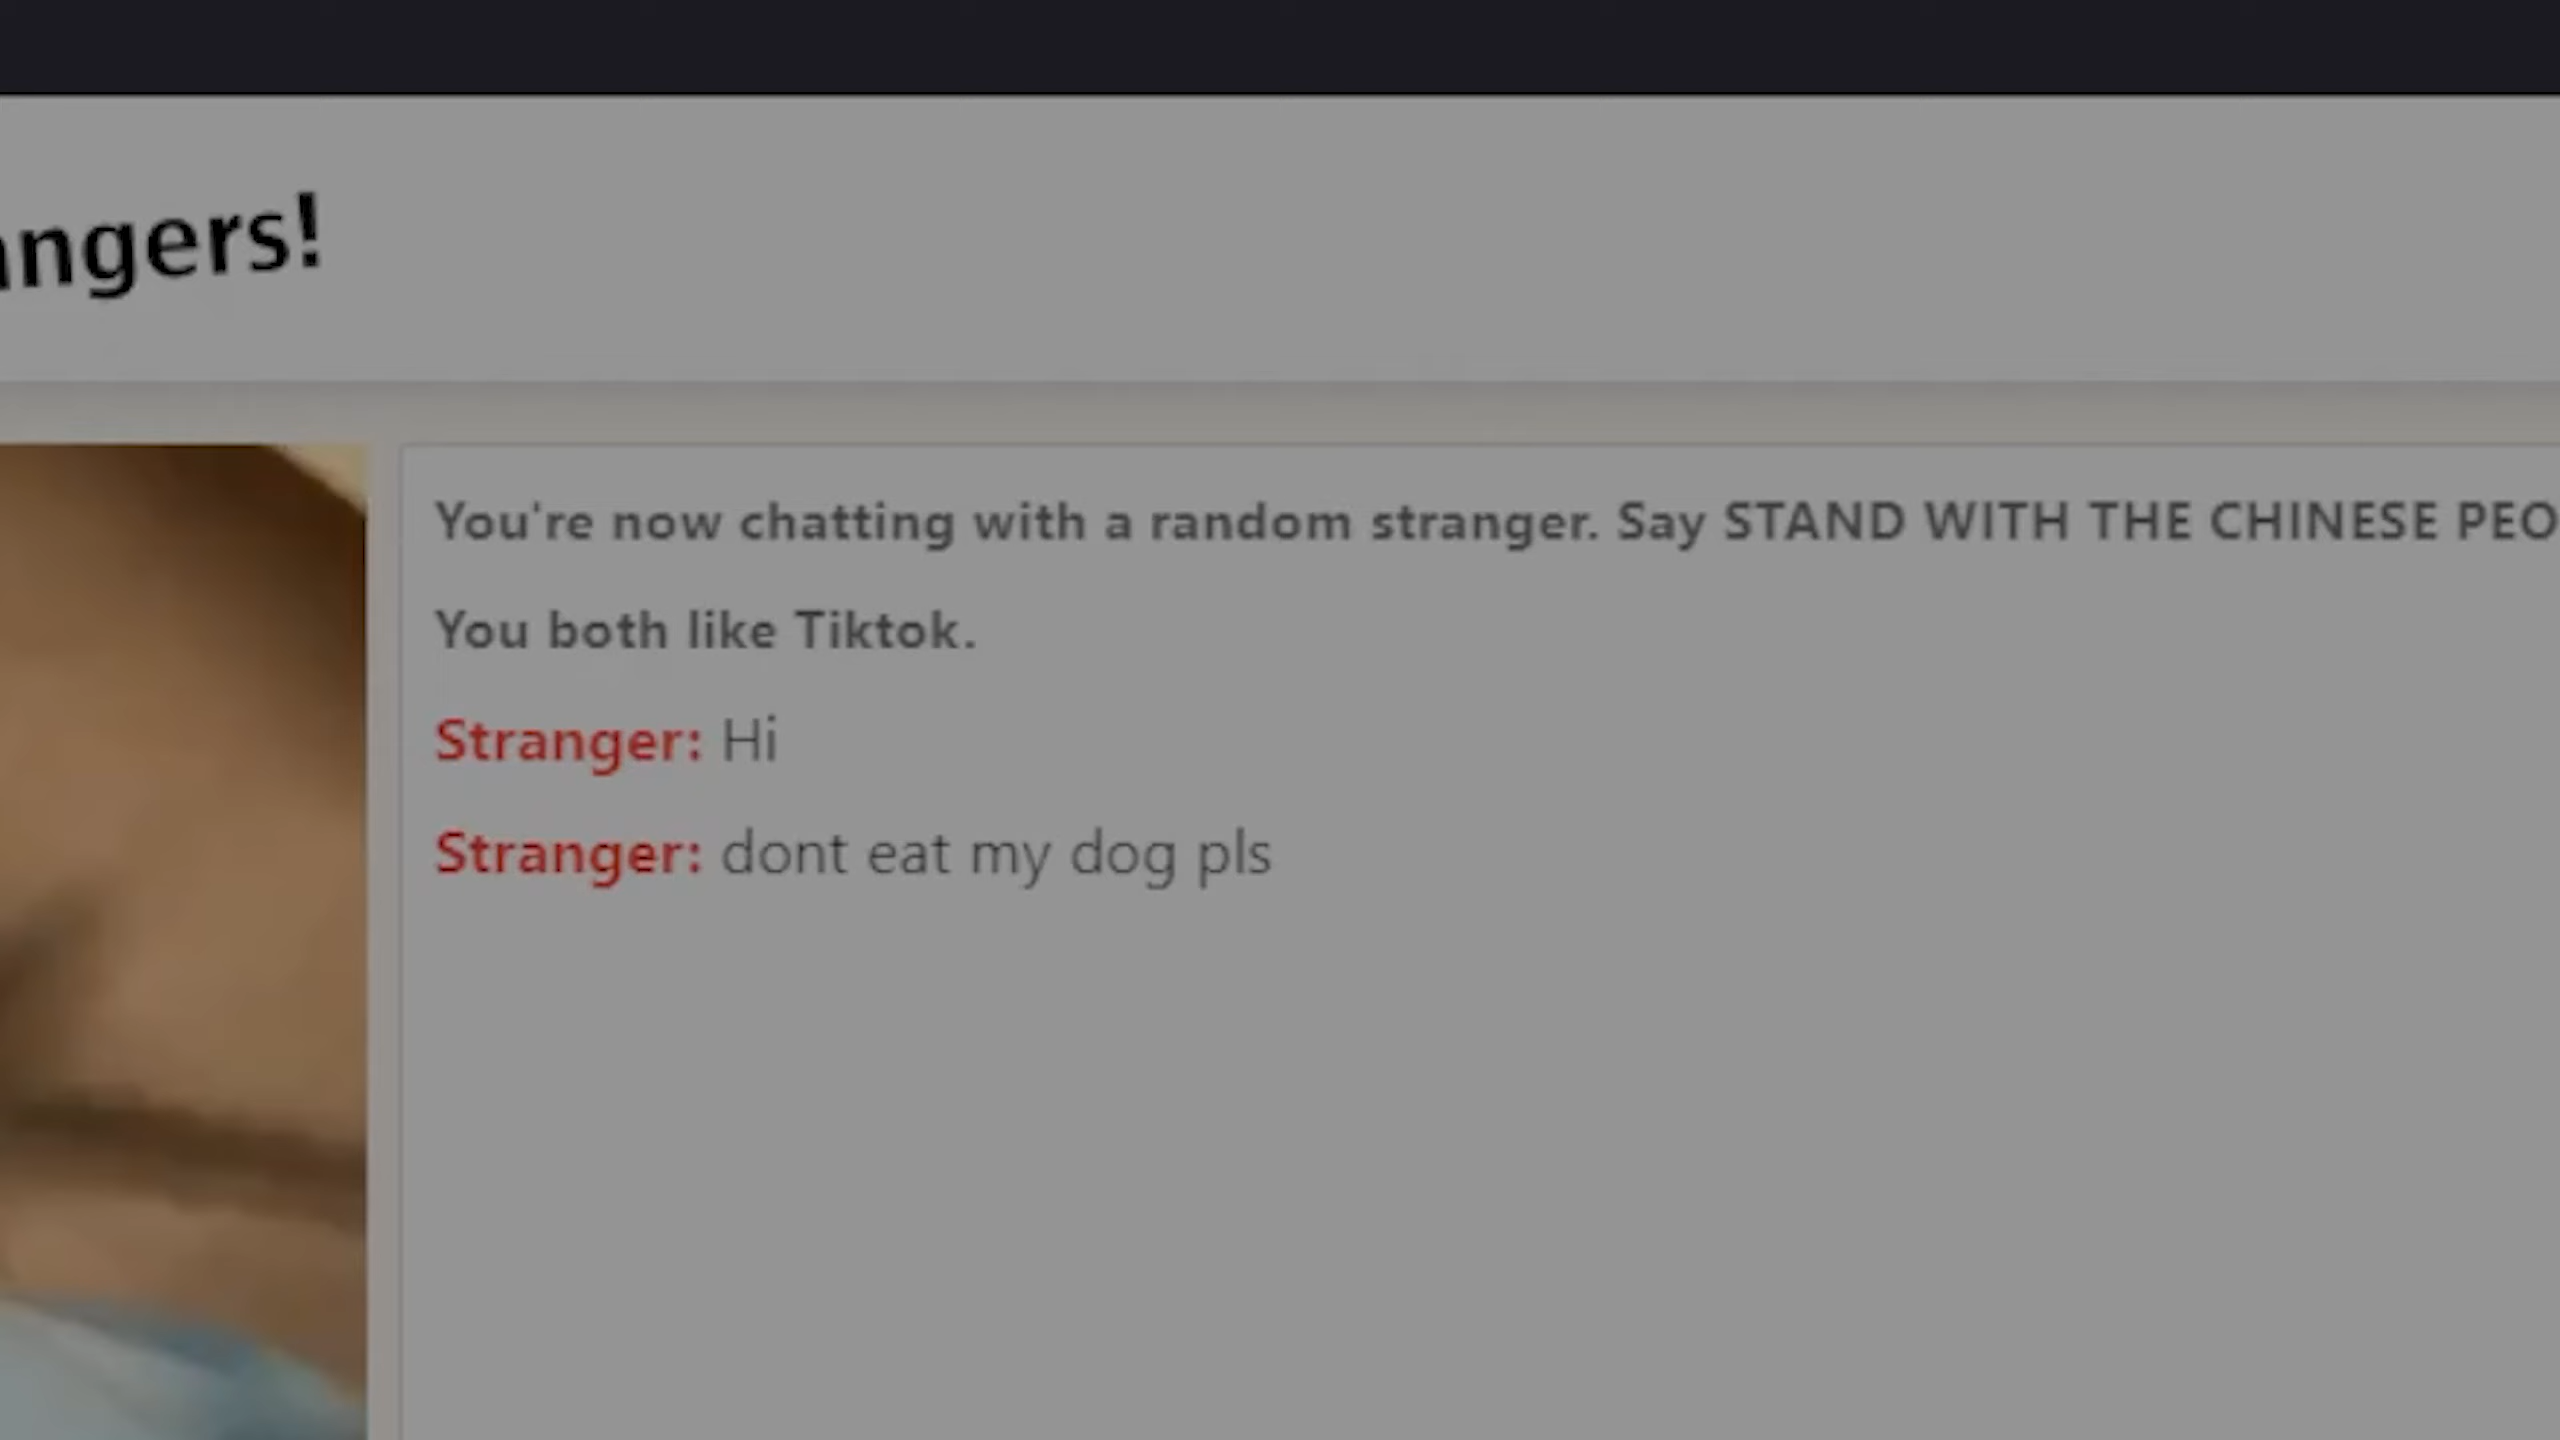 angers!
You're now chatting with a random stranger. Say STAND WITH THE CHINESE PEO
You both like Tiktok.
Stranger: Hi
Stranger: dont eat my dog pls